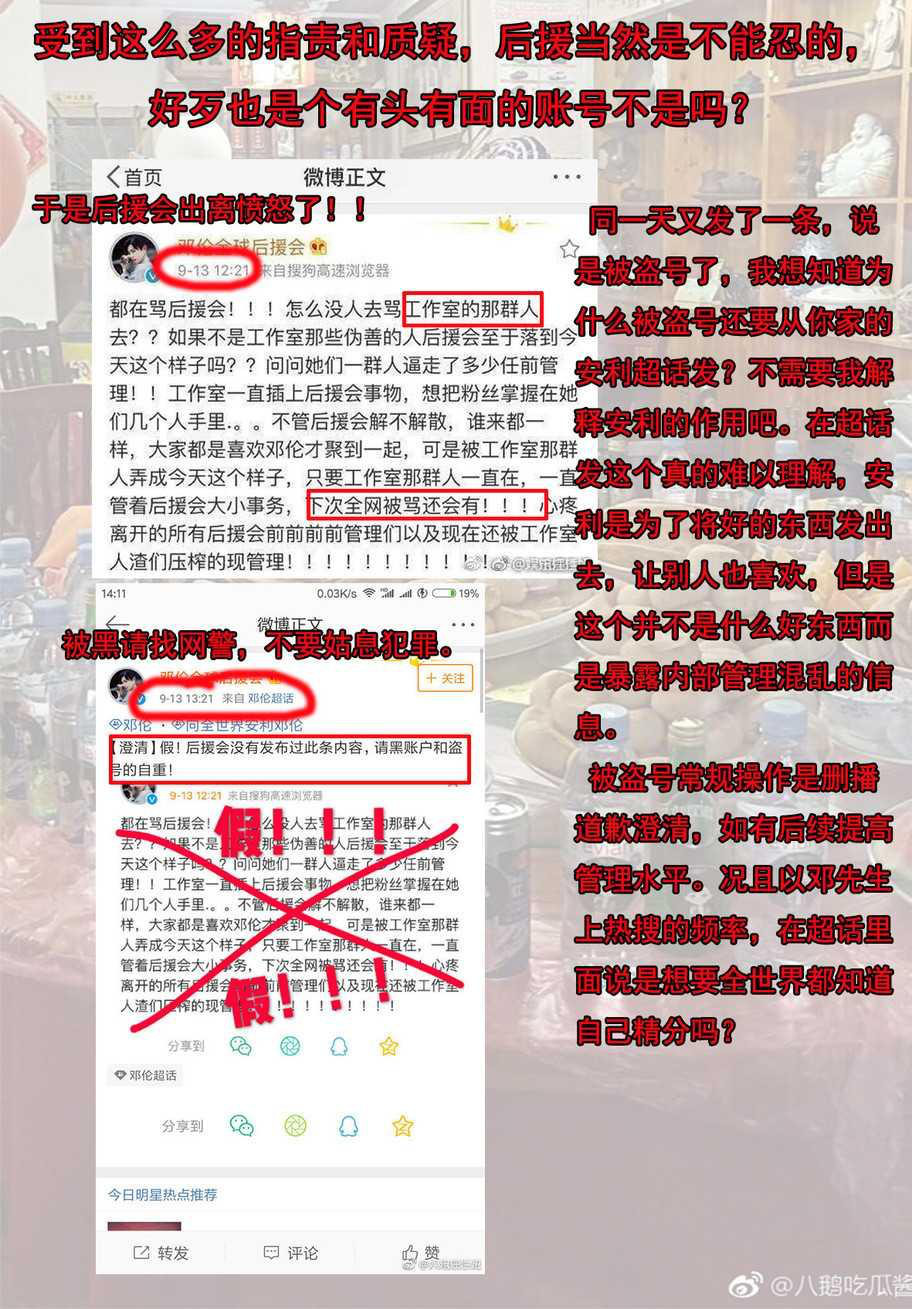 受到这么多的指责和质疑，后援当然是不能忍的，
好歹也是个有头有面的账号不是吗？
首页
微博正文
于是后援会出离愤怒了！！
邓伦全球后援会
9-13 12:21 来自搜狗高速浏览器
都在骂后援会！！！怎么没人去骂工作室的那群人
去？？如果不是工作室那些伪善的人后援会至于落到今
天这个样子吗？？问问她们一群人逼走了多少任前管
理！！工作室一直插上后援会事物，想把粉丝掌握在她
们几个人手里.。。不管后援会解不解散，谁来都一
样，大家都是喜欢邓伦才聚到一起，可是被工作室那群
人弄成今天这个样子，只要工作室那群人一直在，一直
管着后援会大小事务，下次全网被骂还会有！！！心疼
离开的所有后援会前前前前管理们以及现在还被工作室
人渣们压榨的现管理！！！！！！！！！！！
同一天又发了一条，说
是被盗号了，我想知道为
什么被盗号还要从你家的
安利超话发？不需要我解
释安利的作用吧。在超话
发这个真的难以理解，安
利是为了将好的东西发出
去，让别人也喜欢，但是
这个并不是什么好东西而
是暴露内部管理混乱的信
息。
被盗号常规操作是删播
道歉澄清，如有后续提高
管理水平。况且以邓先生
上热搜的频率，在超话里
面说是想要全世界都知道
自己精分吗？
14:11
0.03K/s
19%
微博正文
被黑请找网警，不要姑息犯罪。
邓伦全球后援会
＋关注
9-13 13:21 来自 邓伦超话
邓伦 · 向全世界安利邓伦
【澄清】假！后援会没有发布过此条内容，请黑账户和盗
号的自重！
9-13 12:21 来自搜狗高速浏览器
都在骂后援会！怎么没人去骂工作室的那群人
去？？如果不是工作室那些伪善的人后援会至于落到今
天这个样子吗？？问问她们一群人逼走了多少任前管
理！！工作室一直插上后援会事物，想把粉丝掌握在她
们几个人手里.。。不管后援会解不解散，谁来都一
样，大家都是喜欢邓伦才聚到一起，可是被工作室那群
人弄成今天这个样子，只要工作室那群人一直在，一直
管着后援会大小事务，下次全网被骂还会有！！！心疼
离开的所有后援会前前前前管理们以及现在还被工作室
人渣们压榨的现管理！！！！！！！！！
假！！！
假！！！
分享到
邓伦超话
分享到
今日明星热点推荐
转发
评论
赞
@八鹅吃瓜酱